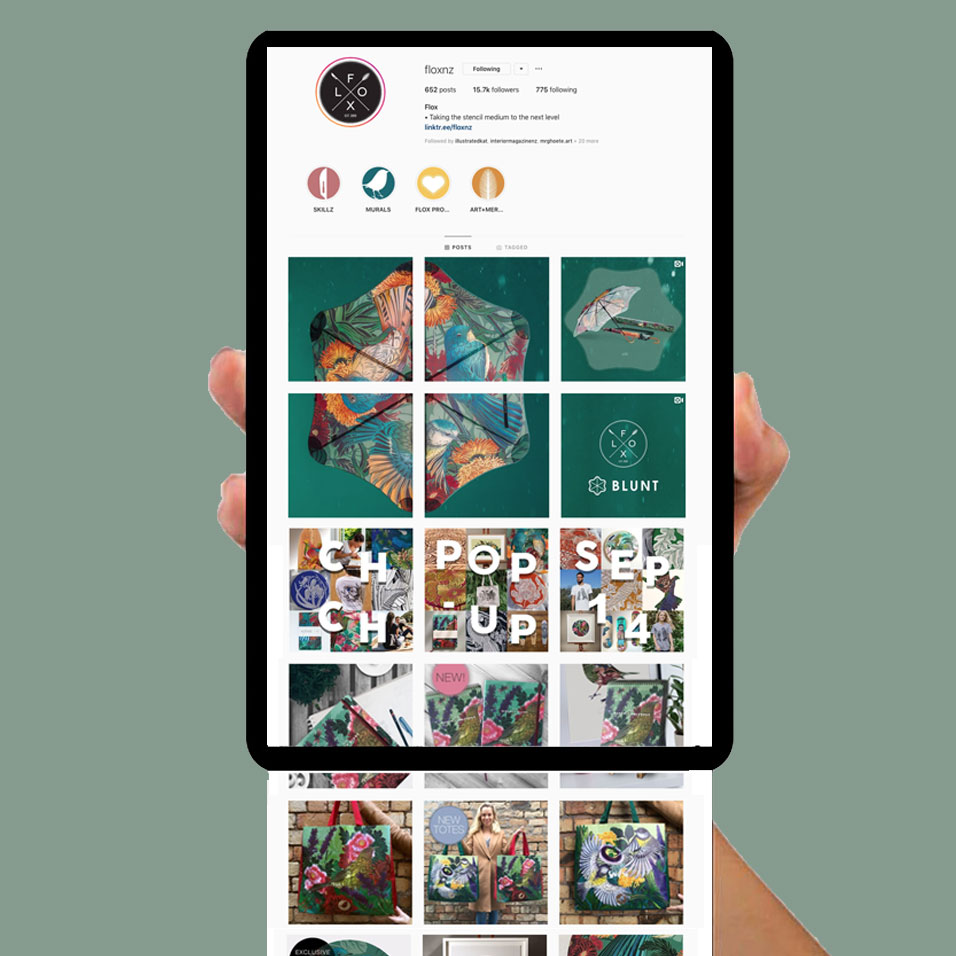 F
L O
X
floxnz Following
652 posts 15.7k followers 775 following
Flox
• Taking the stencil medium to the next level
linktr.ee/floxnz
Followed by illustratedkat, interiormagazinenz, mrghoete.art + 20 more
SKILLZ MURALS FLOX PRO... ART+MER...
POSTS TAGGED
F
L O
X
BLUNT
CH POP SEP
CH -UP 14
NEW!
NEW
TOTES
EXCLUSIVE